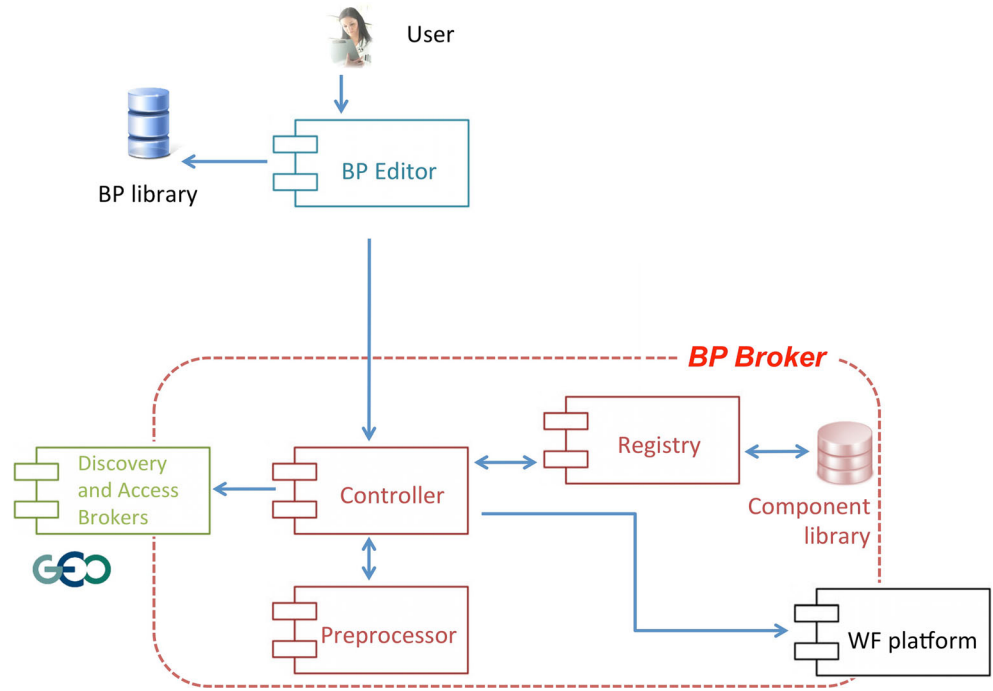 User
BP Editor
BP library
BP Broker
Registry
Discovery
and Access
Brokers
Controller
Component
library
GEO
Preprocessor
WF platform